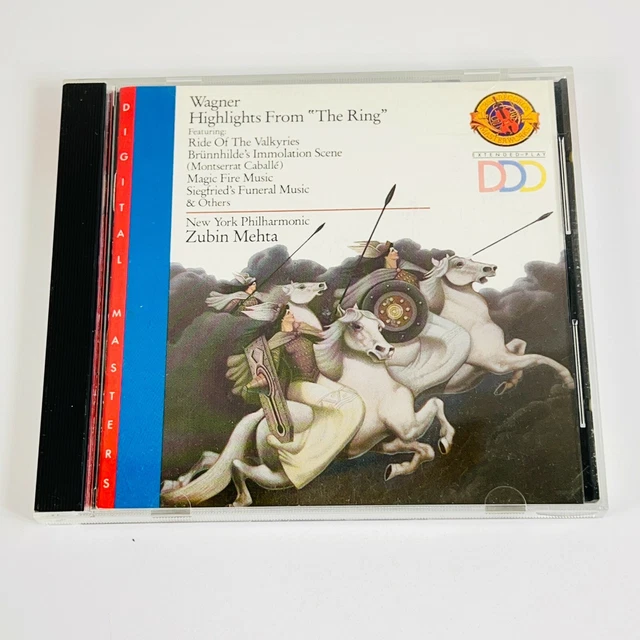 Wagner
Highlights From "The Ring"
Featuring:
Ride Of The Valkyries
Brünnhilde's Immolation Scene
(Montserrat Caballé)
Magic Fire Music
Siegfried's Funeral Music
& Others
New York Philharmonic
Zubin Mehta
DIGITAL MASTERS
EXTENDED-PLAY
DDD